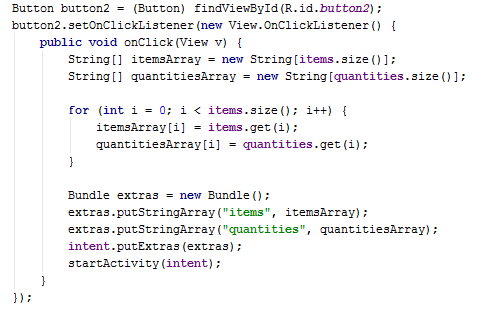 Button button2 = (Button) findViewById(R.id.button2);
button2.setOnClickListener(new View.OnClickListener() {
    public void onClick(View v) {
        String[] itemsArray = new String[items.size()];
        String[] quantitiesArray = new String[quantities.size()];

        for (int i = 0; i < items.size(); i++) {
            itemsArray[i] = items.get(i);
            quantitiesArray[i] = quantities.get(i);
        }

        Bundle extras = new Bundle();
        extras.putStringArray("items", itemsArray);
        extras.putStringArray("quantities", quantitiesArray);
        intent.putExtras(extras);
        startActivity(intent);
    }
});